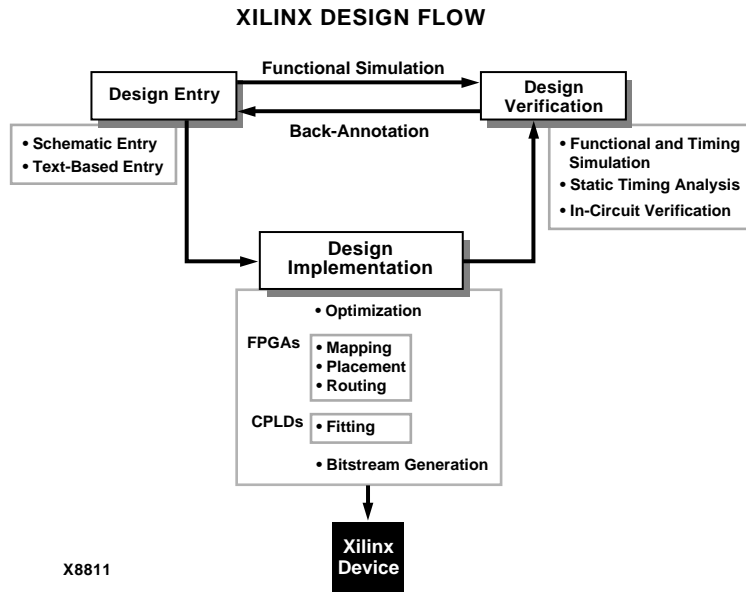 XILINX DESIGN FLOW
Functional Simulation
Design Entry
Design
Verification
Back-Annotation
• Schematic Entry
• Text-Based Entry
• Functional and Timing
Simulation
• Static Timing Analysis
• In-Circuit Verification
Design
Implementation
• Optimization
FPGAs
• Mapping
• Placement
• Routing
CPLDs
• Fitting
• Bitstream Generation
Xilinx
Device
X8811